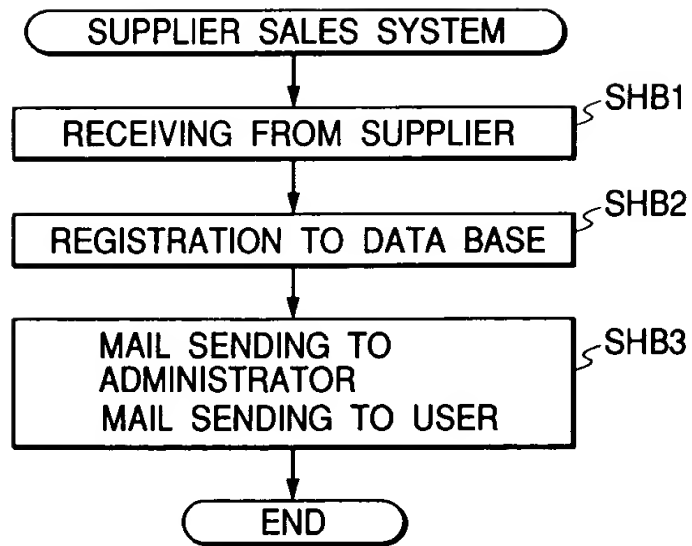 SUPPLIER SALES SYSTEM
SHB1
RECEIVING FROM SUPPLIER
SHB2
REGISTRATION TO DATA BASE
SHB3
MAIL SENDING TO
ADMINISTRATOR
MAIL SENDING TO USER
END